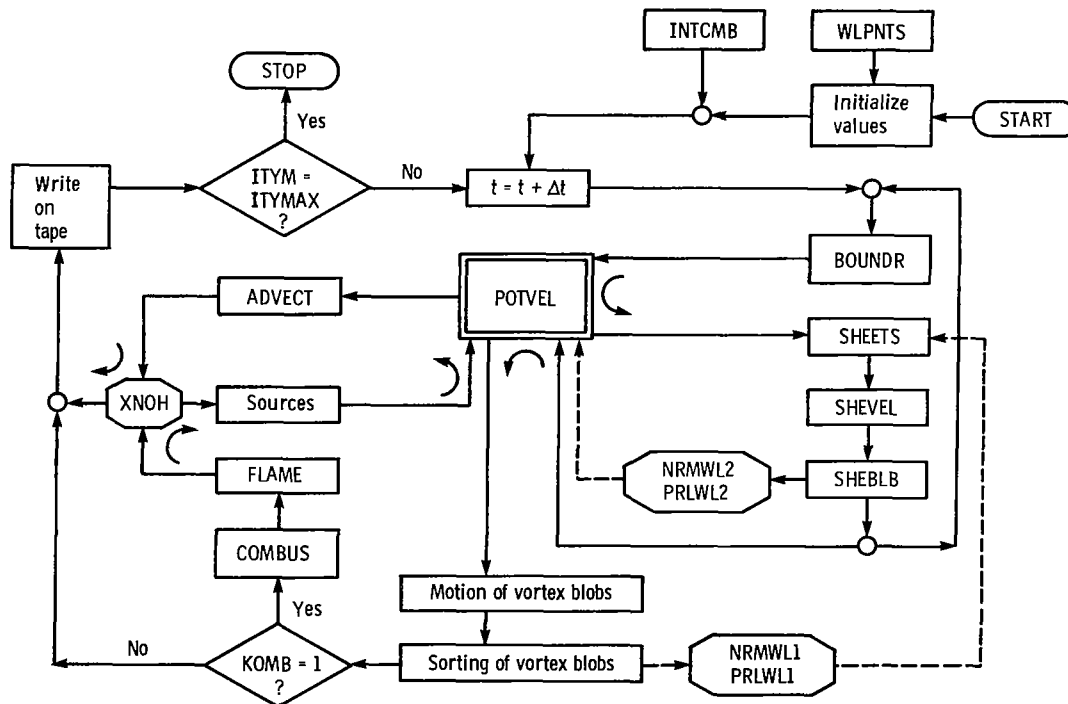 INTCMB
WLPNTS
STOP
Yes
Initialize
values
START
Write
on
tape
ITYM =
ITYMAX
?
No
t = t + Δt
BOUNDR
ADVECT
POTVEL
SHEETS
XNOH
Sources
SHEVEL
FLAME
NRMWL2
PRLWL2
SHEBLB
COMBUS
Motion of vortex blobs
Yes
No
KOMB = 1
?
Sorting of vortex blobs
NRMWL1
PRLWL1